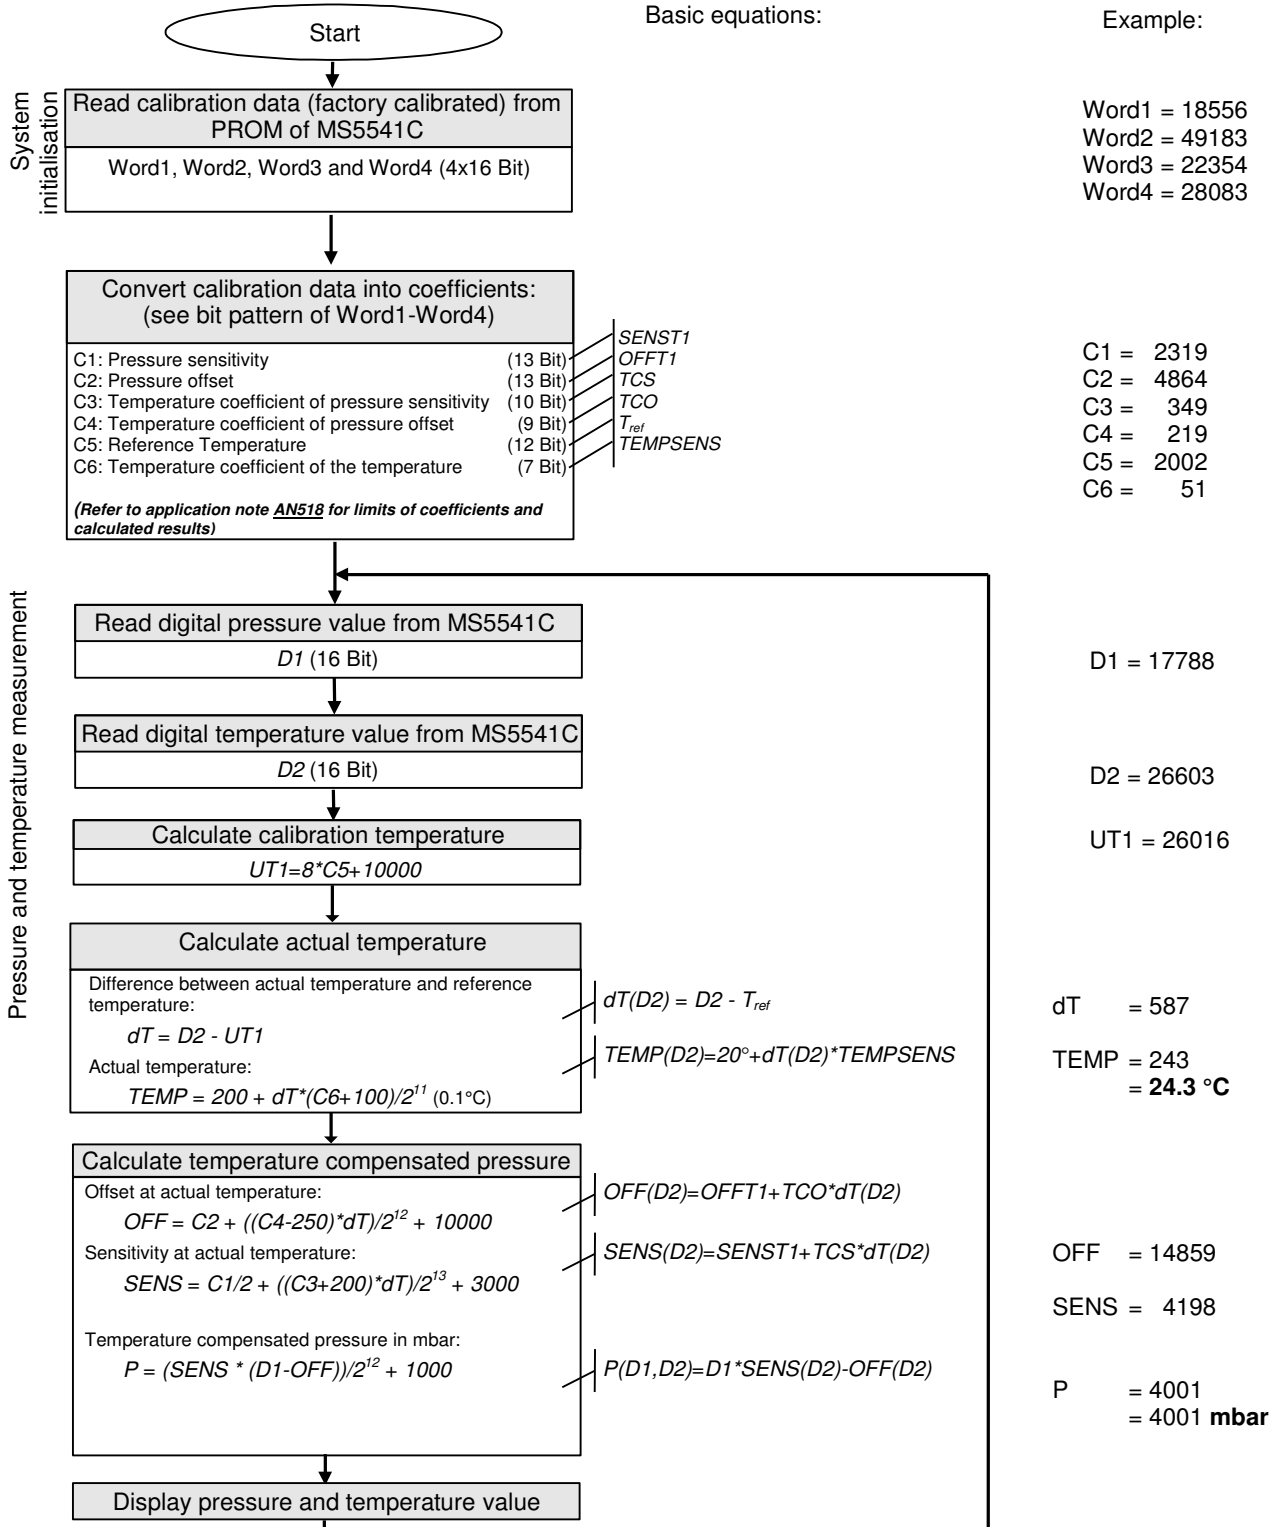 Basic equations:
Example:
Start
System
initialisation
Read calibration data (factory calibrated) from
PROM of MS5541C
Word1, Word2, Word3 and Word4 (4x16 Bit)
Word1 = 18556
Word2 = 49183
Word3 = 22354
Word4 = 28083
Convert calibration data into coefficients:
(see bit pattern of Word1-Word4)
C1: Pressure sensitivity (13 Bit) SENST1
C2: Pressure offset (13 Bit) OFFT1
C3: Temperature coefficient of pressure sensitivity (10 Bit) TCS
C4: Temperature coefficient of pressure offset (9 Bit) TCO
C5: Reference Temperature (12 Bit) Tref
C6: Temperature coefficient of the temperature (7 Bit) TEMPSENS
(Refer to application note AN518 for limits of coefficients and
calculated results)
C1 = 2319
C2 = 4864
C3 = 349
C4 = 219
C5 = 2002
C6 = 51
Pressure and temperature measurement
Read digital pressure value from MS5541C
D1 (16 Bit)
D1 = 17788
Read digital temperature value from MS5541C
D2 (16 Bit)
D2 = 26603
Calculate calibration temperature
UT1=8*C5+10000
UT1 = 26016
Calculate actual temperature
Difference between actual temperature and reference
temperature:
dT = D2 - UT1
dT(D2) = D2 - Tref
dT = 587
Actual temperature:
TEMP = 200 + dT*(C6+100)/2^11 (0.1°C)
TEMP(D2)=20°+dT(D2)*TEMPSENS
TEMP = 243
= 24.3 °C
Calculate temperature compensated pressure
Offset at actual temperature:
OFF = C2 + ((C4-250)*dT)/2^12 + 10000
OFF(D2)=OFFT1+TCO*dT(D2)
OFF = 14859
Sensitivity at actual temperature:
SENS = C1/2 + ((C3+200)*dT)/2^13 + 3000
SENS(D2)=SENST1+TCS*dT(D2)
SENS = 4198
Temperature compensated pressure in mbar:
P = (SENS * (D1-OFF))/2^12 + 1000
P(D1,D2)=D1*SENS(D2)-OFF(D2)
P = 4001
= 4001 mbar
Display pressure and temperature value